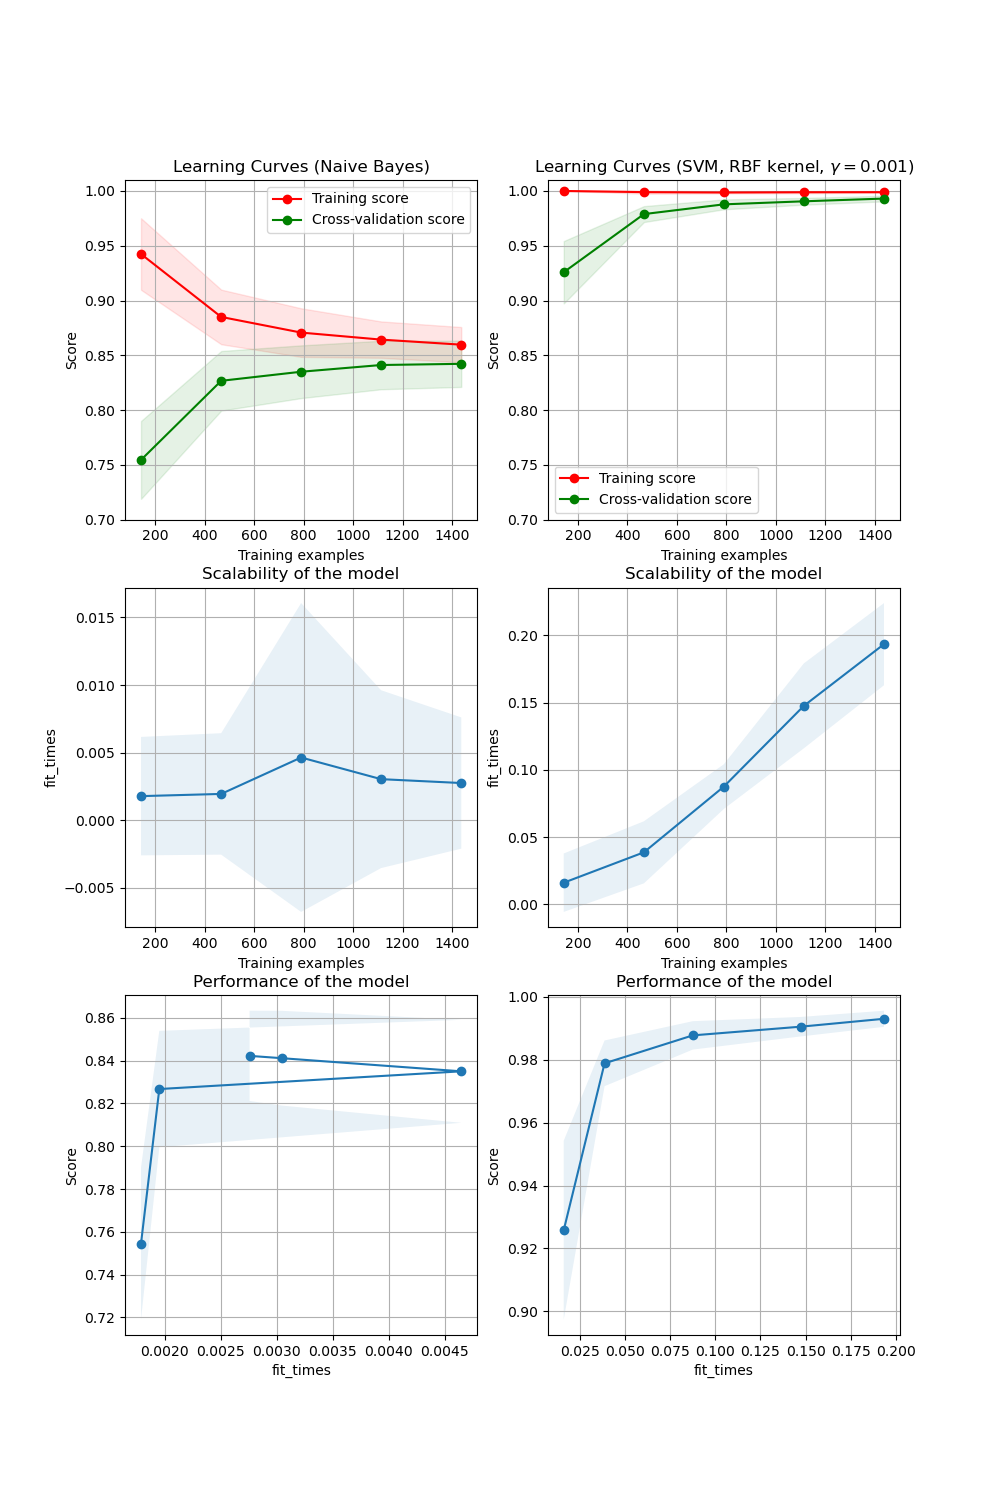 Learning Curves (Naive Bayes)
1.00
0.95
0.90
0.85
0.80
0.75
0.70
Score
Training score
Cross-validation score
200 400 600 800 1000 1200 1400
Training examples
Learning Curves (SVM, RBF kernel, γ = 0.001)
1.00
0.95
0.90
0.85
0.80
0.75
0.70
Score
Training score
Cross-validation score
200 400 600 800 1000 1200 1400
Training examples
Scalability of the model
0.015
0.010
0.005
0.000
−0.005
fit_times
200 400 600 800 1000 1200 1400
Training examples
Scalability of the model
0.20
0.15
0.10
0.05
0.00
fit_times
200 400 600 800 1000 1200 1400
Training examples
Performance of the model
0.86
0.84
0.82
0.80
0.78
0.76
0.74
0.72
Score
0.0020 0.0025 0.0030 0.0035 0.0040 0.0045
fit_times
Performance of the model
1.00
0.98
0.96
0.94
0.92
0.90
Score
0.025 0.050 0.075 0.100 0.125 0.150 0.175 0.200
fit_times